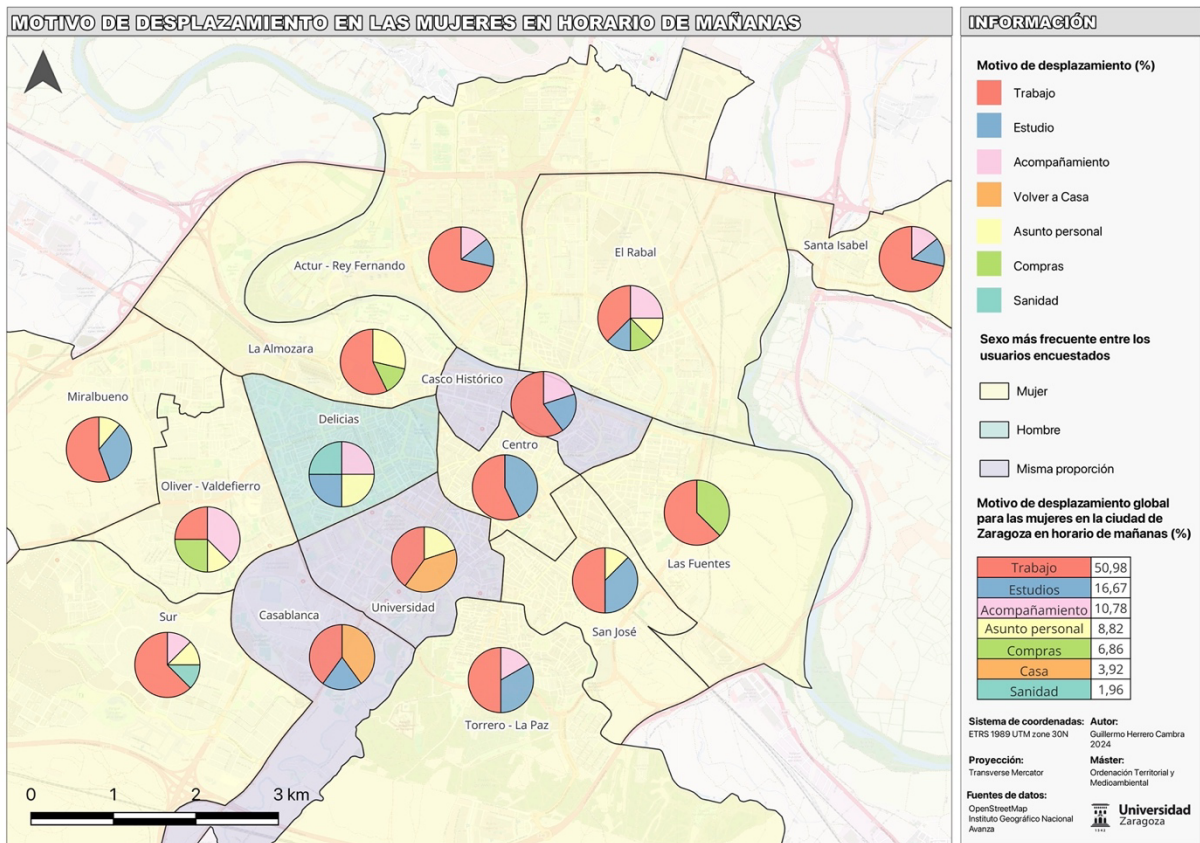 MOTIVO DE DESPLAZAMIENTO EN LAS MUJERES EN HORARIO DE MAÑANAS
Actur - Rey Fernando
El Rabal
Santa Isabel
La Almozara
Casco Histórico
Miralbueno
Delicias
Centro
Oliver - Valdefierro
Las Fuentes
Universidad
Casablanca
San José
Sur
Torrero - La Paz
0 1 2 3 km
INFORMACIÓN
Motivo de desplazamiento (%)
Trabajo
Estudio
Acompañamiento
Volver a Casa
Asunto personal
Compras
Sanidad
Sexo más frecuente entre los
usuarios encuestados
Mujer
Hombre
Misma proporción
Motivo de desplazamiento global
para las mujeres en la ciudad de
Zaragoza en horario de mañanas (%)
Trabajo 50,98
Estudios 16,67
Acompañamiento 10,78
Asunto personal 8,82
Compras 6,86
Casa 3,92
Sanidad 1,96
Sistema de coordenadas:
ETRS 1989 UTM zone 30N
Autor:
Guillermo Herrero Cambra
2024
Proyección:
Transverse Mercator
Máster:
Ordenación Territorial y
Medioambiental
Fuentes de datos:
OpenStreetMap
Instituto Geográfico Nacional
Avanza
Universidad
Zaragoza
1542